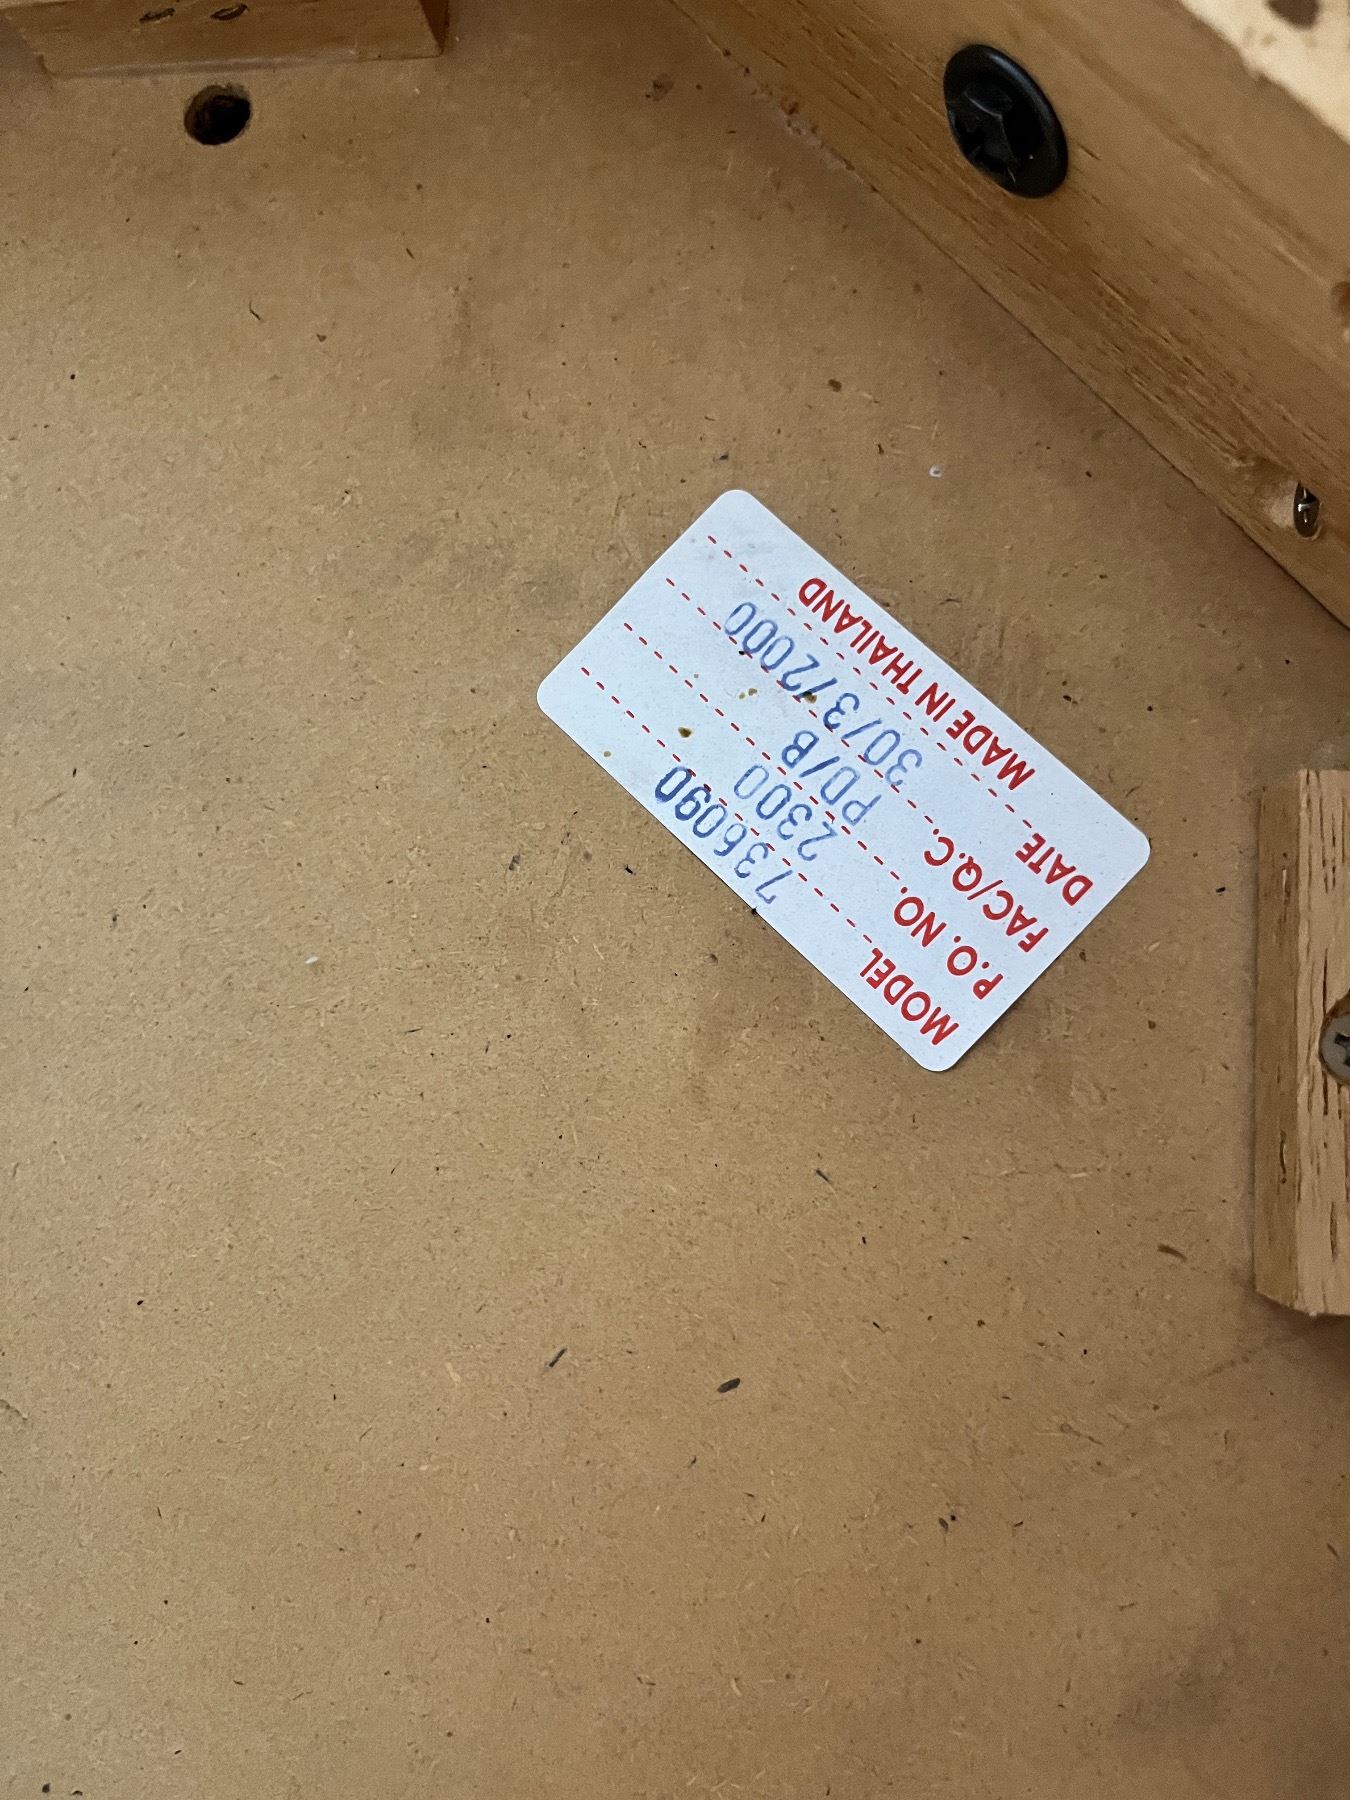 MODEL 736090
P.O. NO. 2300
FAC/Q.C. PD/B
DATE 30/3/2000
MADE IN THAILAND